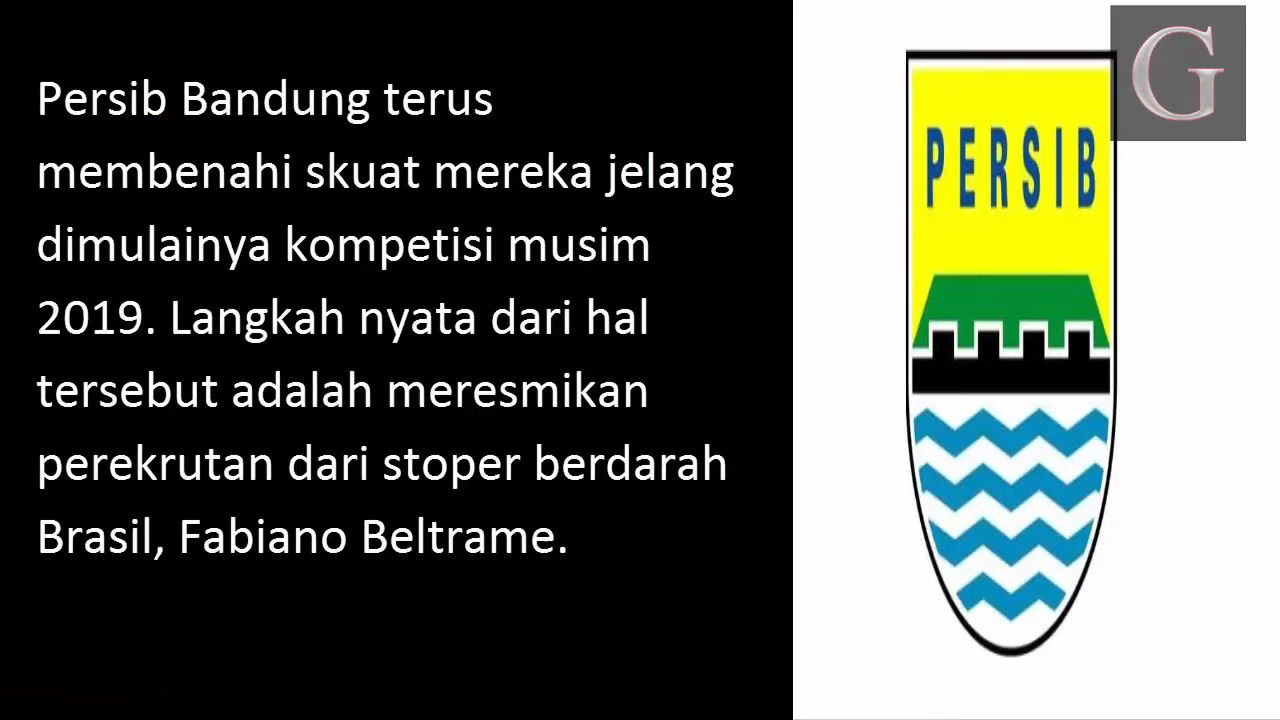 Persib Bandung terus
membenahi skuat mereka jelang
dimulainya kompetisi musim
2019. Langkah nyata dari hal
tersebut adalah meresmikan
perekrutan dari stoper berdarah
Brasil, Fabiano Beltrame.
PERSIB
G